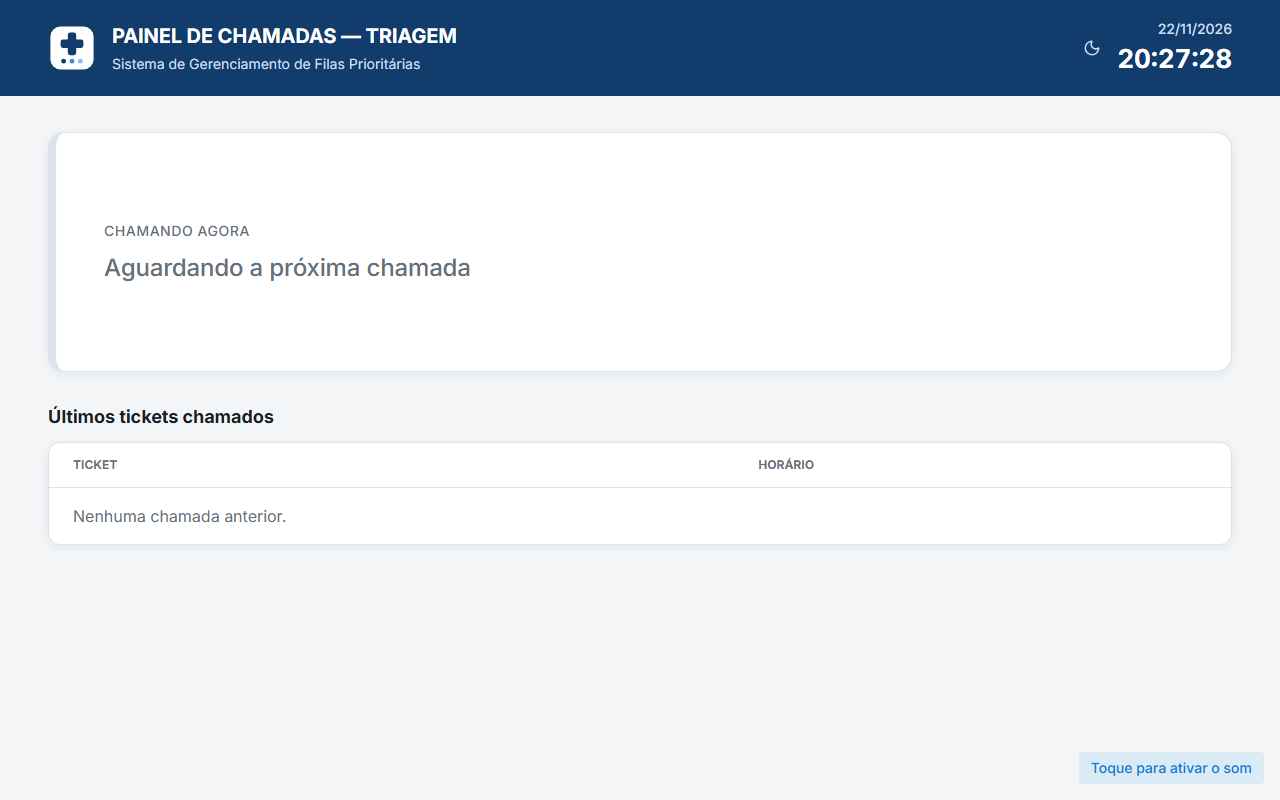 PAINEL DE CHAMADAS — TRIAGEM
Sistema de Gerenciamento de Filas Prioritárias
22/11/2026
20:27:28
CHAMANDO AGORA
Aguardando a próxima chamada
Últimos tickets chamados
TICKET HORÁRIO
Nenhuma chamada anterior.
Toque para ativar o som